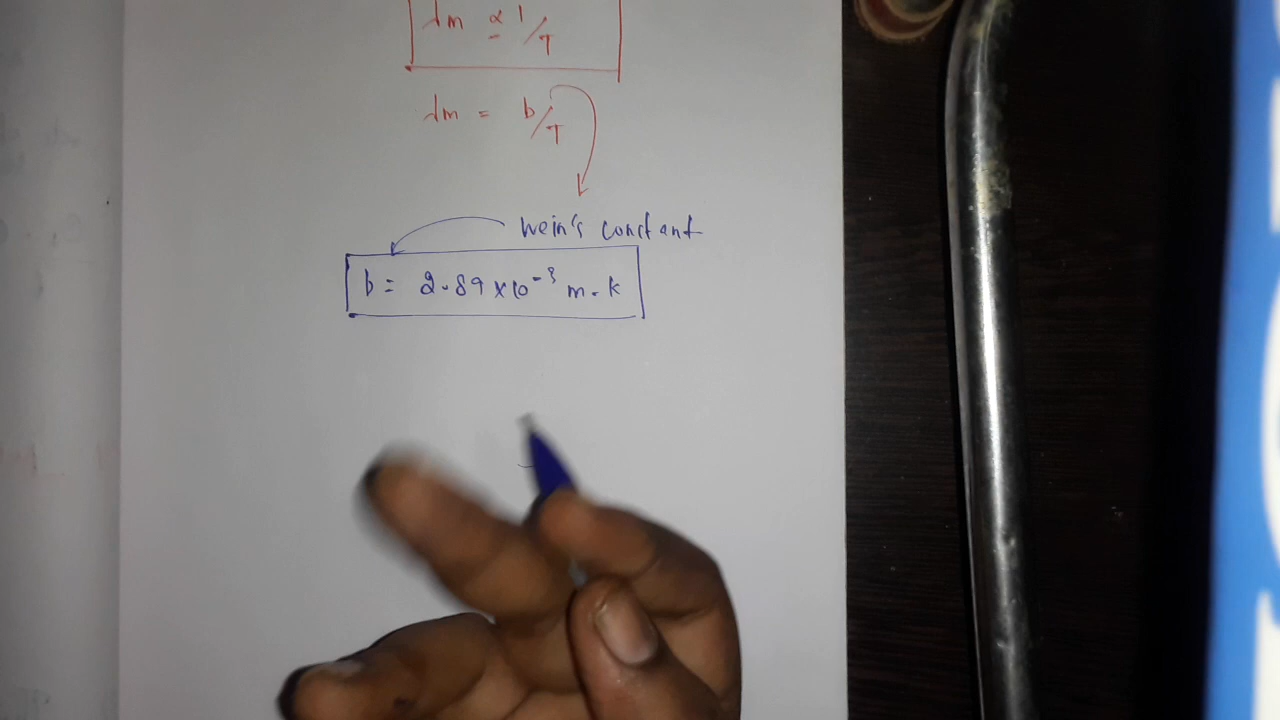 λm ∝ 1/T
λm = b/T
Wein's constant
b = 2.89 × 10⁻³ m.k